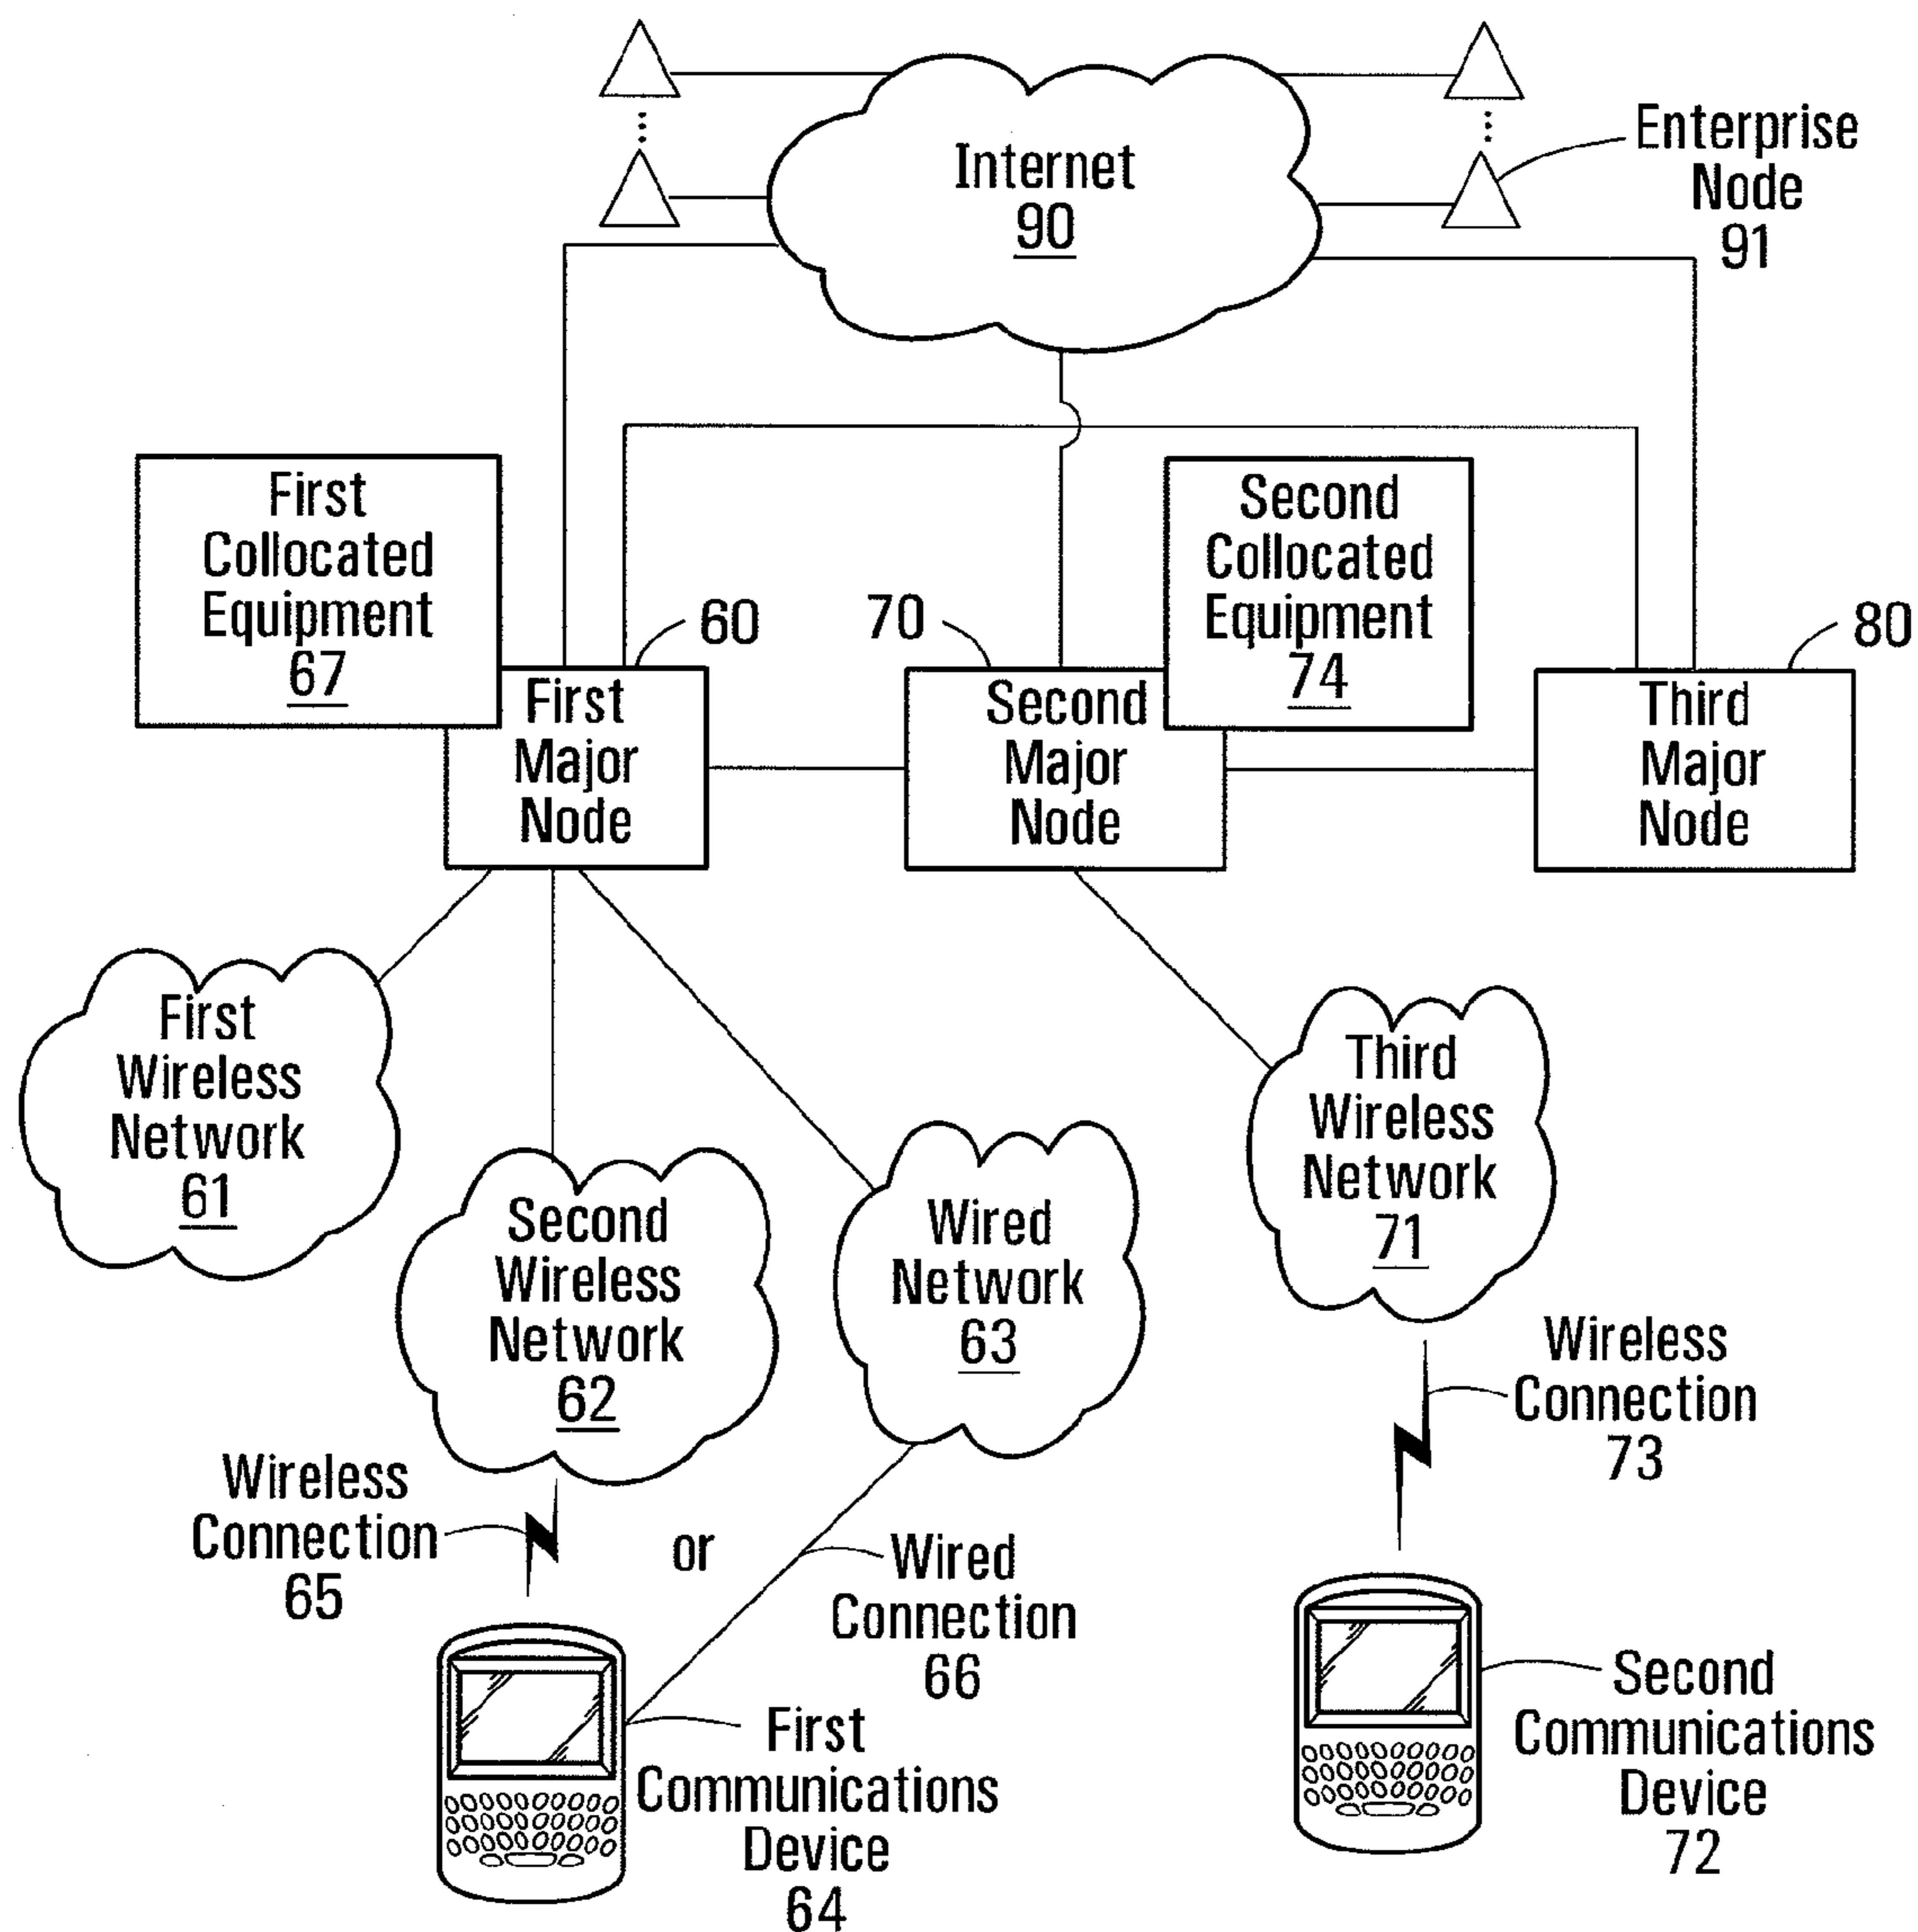 Internet
90
Enterprise
Node
91
First
Collocated
Equipment
67
60
70
Second
Collocated
Equipment
74
80
First
Major
Node
Second
Major
Node
Third
Major
Node
First
Wireless
Network
61
Second
Wireless
Network
62
Wired
Network
63
Third
Wireless
Network
71
Wireless
Connection
73
Wireless
Connection
65
or
Wired
Connection
66
First
Communications
Device
64
Second
Communications
Device
72